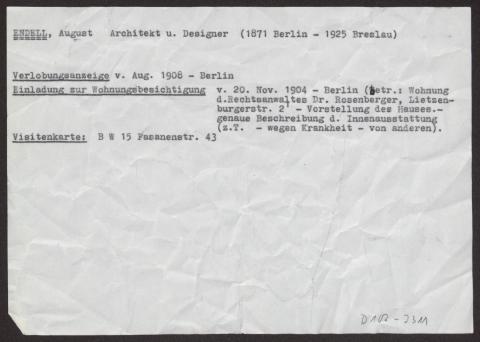 ENDELL, August Architekt u. Designer (1871 Berlin - 1925 Breslau)
Verlobungsanzeige v. Aug. 1908 - Berlin
Einladung zur Wohnungsbesichtigung v. 20. Nov. 1904 - Berlin (Betr.: Wohnung
d.Rechtsanwaltes Dr. Rosenberger, Lietzen-
burgerstr. 2 - Vorstellung des Hauses.-
genaue Beschreibung d. Innenausstattung
(z.T. - wegen Krankheit - von anderen).
Visitenkarte: B W 15 Fasanenstr. 43